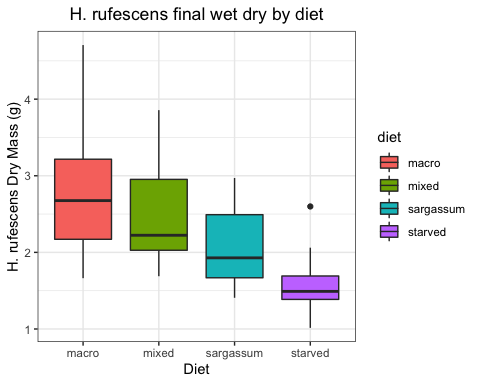 H. rufescens final wet dry by diet
H. rufescens Dry Mass (g)
4
3
2
1
macro mixed sargassum starved
Diet
diet
macro
mixed
sargassum
starved